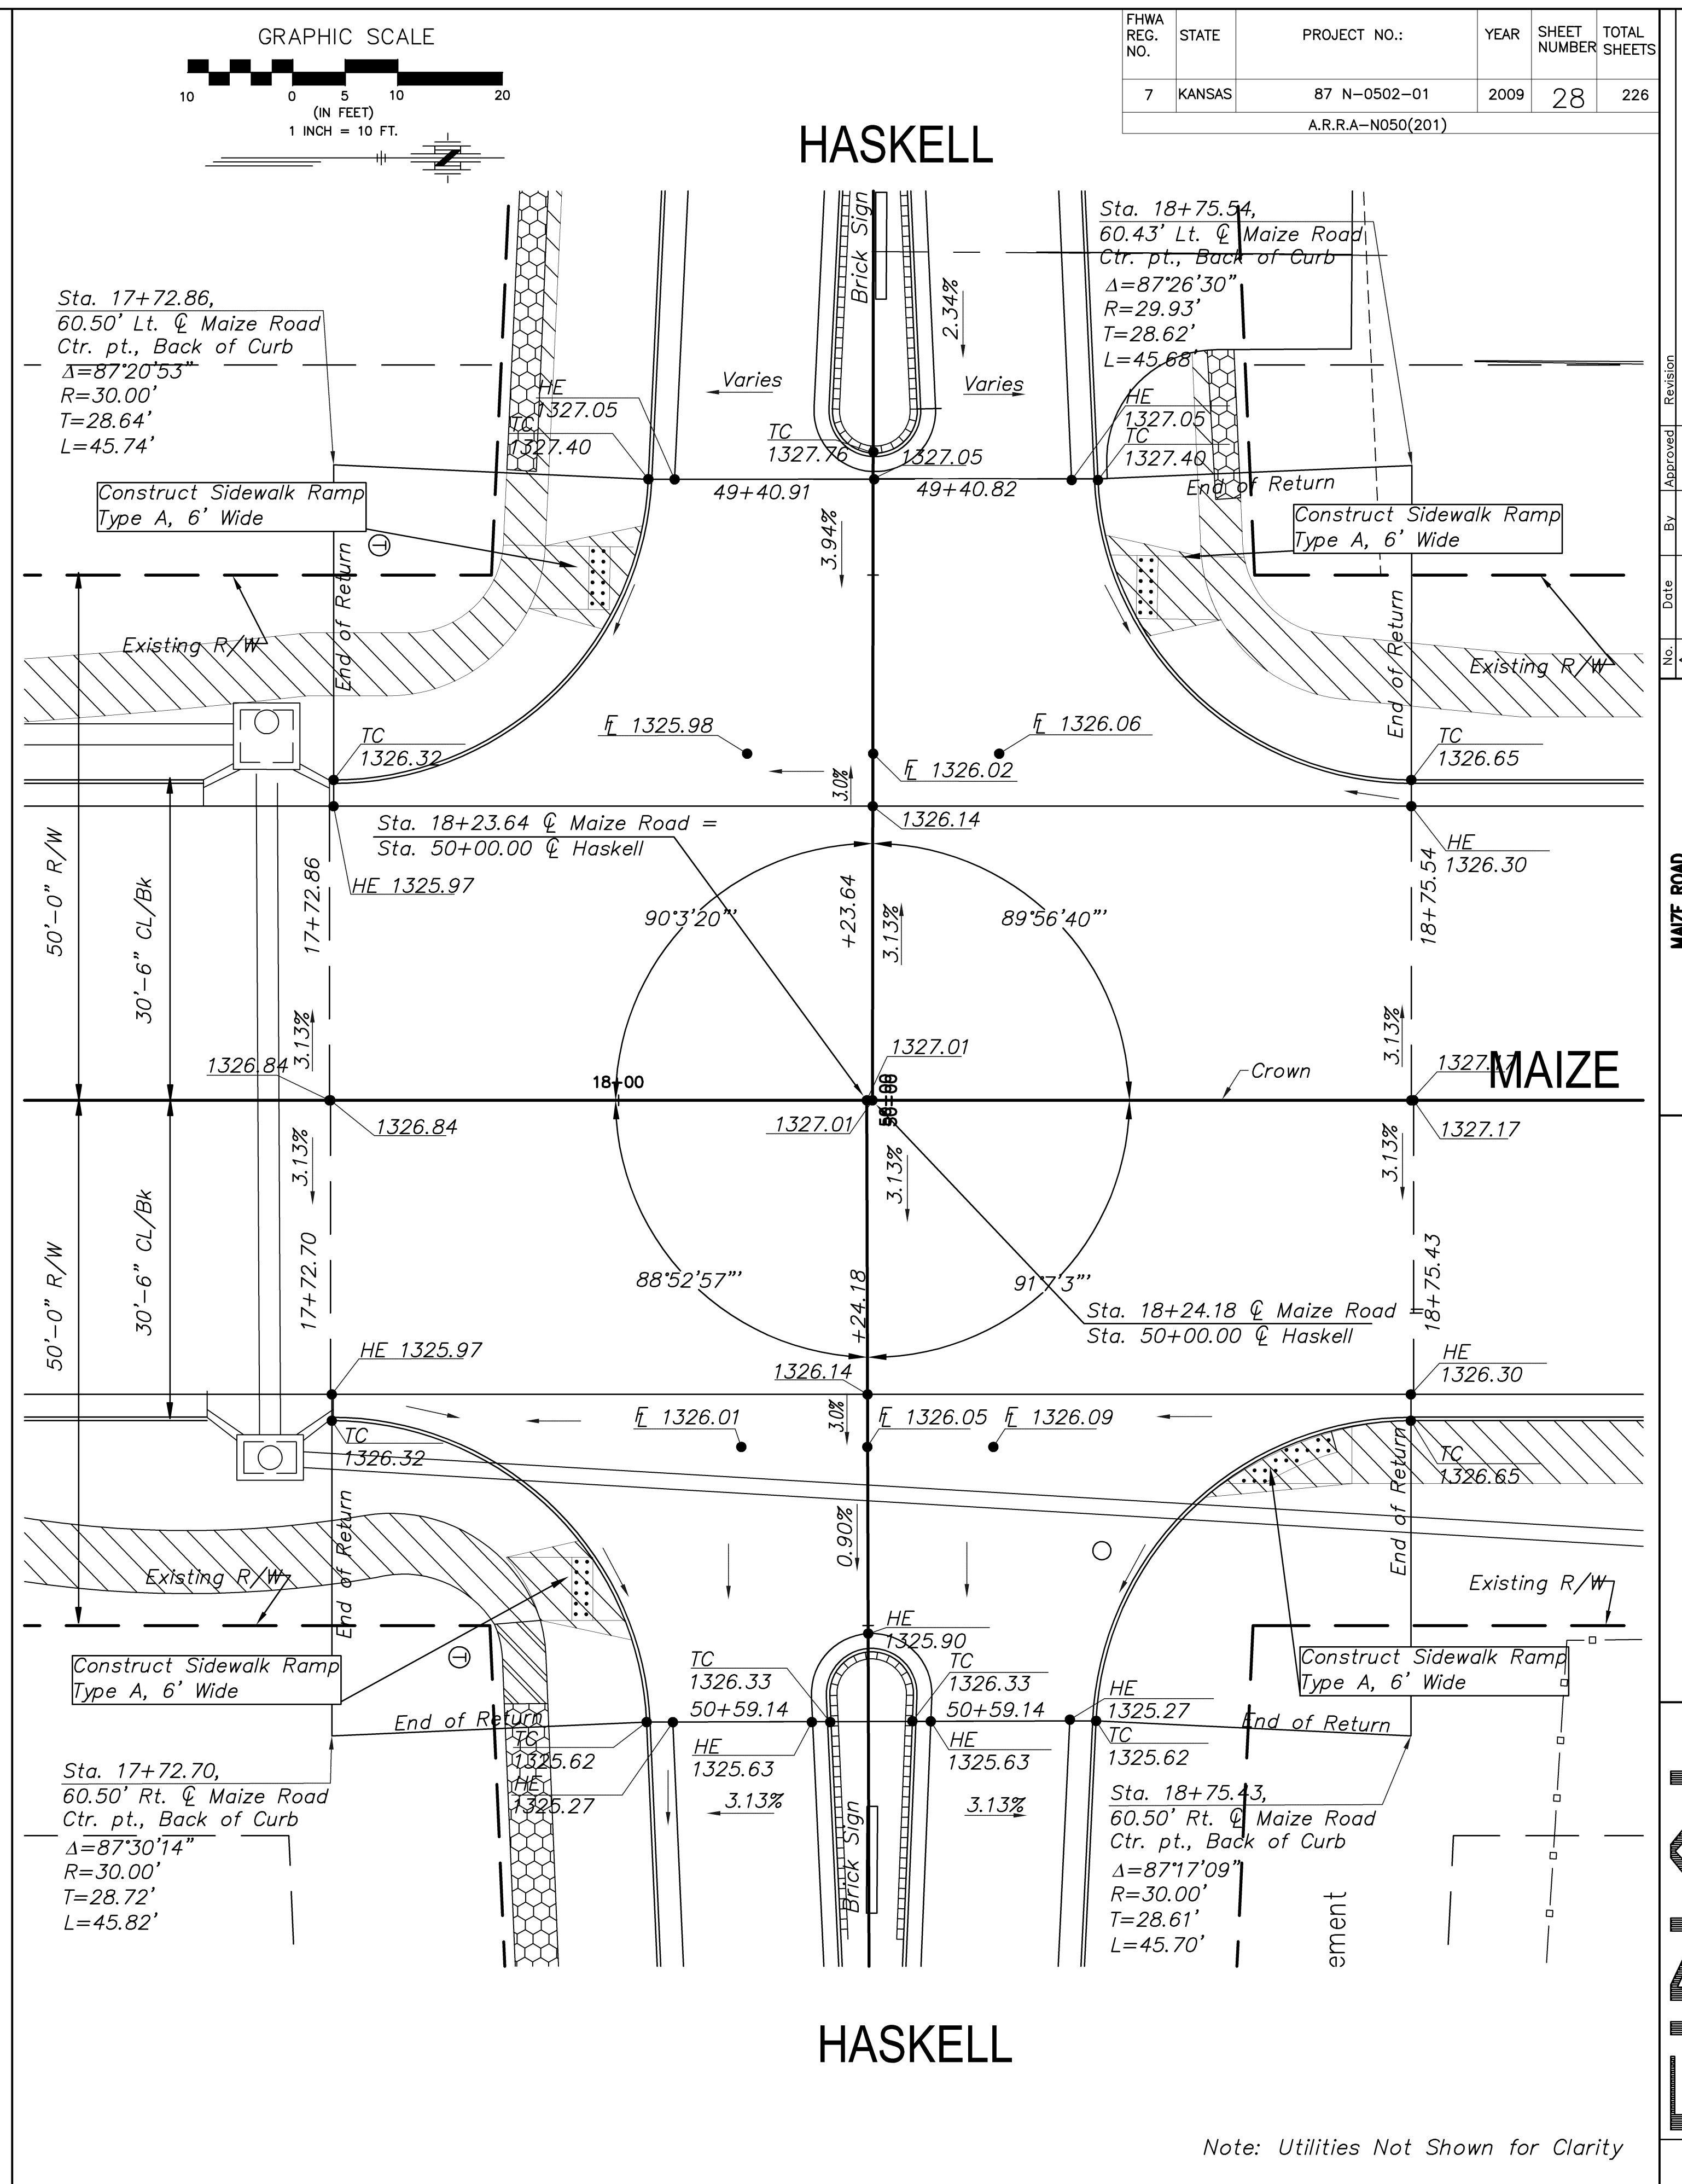 GRAPHIC SCALE
10 0 5 10 20
(IN FEET)
1 INCH = 10 FT.
FHWA REG. NO.
STATE
PROJECT NO.:
YEAR
SHEET NUMBER
TOTAL SHEETS
7
KANSAS
87 N-0502-01
2009
28
226
A.R.R.A-N050(201)
HASKELL
Sta. 17+72.86,
60.50' Lt. ℄ Maize Road
Ctr. pt., Back of Curb
Δ=87°20'53"
R=30.00'
T=28.64'
L=45.74'
Sta. 18+75.54,
60.43' Lt. ℄ Maize Road
Ctr. pt., Back of Curb
Δ=87°26'30"
R=29.93'
T=28.62'
L=45.68'
Brick Sign
2.34%
Varies
Varies
HE
1327.05
TC
1327.40
TC
1327.76
1327.05
HE
1327.05
TC
1327.40
49+40.91
49+40.82
End of Return
Construct Sidewalk Ramp
Type A, 6' Wide
Construct Sidewalk Ramp
Type A, 6' Wide
T
3.94%
End of Return
End of Return
Existing R/W
Existing R/W
TC
1326.32
FL 1325.98
FL 1326.02
FL 1326.06
TC
1326.65
3.0%
1326.14
Sta. 18+23.64 ℄ Maize Road =
Sta. 50+00.00 ℄ Haskell
HE 1325.97
HE
1326.30
50'-0" R/W
30'-6" CL/Bk
17+72.86
+23.64
18+75.54
90°3'20"'
89°56'40"'
3.13%
3.13%
3.13%
1326.84
18+00
1327.01
50+00
50+00
Crown
1327.17
MAIZE
1326.84
1327.01
1327.17
3.13%
3.13%
3.13%
50'-0" R/W
30'-6" CL/Bk
17+72.70
+24.18
18+75.43
88°52'57"'
91°7'3"'
Sta. 18+24.18 ℄ Maize Road =
Sta. 50+00.00 ℄ Haskell
HE 1325.97
1326.14
HE
1326.30
3.0%
FL 1326.01
FL 1326.05
FL 1326.09
TC
1326.32
TC
1326.65
End of Return
End of Return
0.90%
Existing R/W
Existing R/W
T
HE
1325.90
Construct Sidewalk Ramp
Type A, 6' Wide
Construct Sidewalk Ramp
Type A, 6' Wide
TC
1326.33
TC
1326.33
50+59.14
50+59.14
HE
1325.27
End of Return
End of Return
TC
1325.62
HE
1325.27
HE
1325.63
HE
1325.63
TC
1325.62
3.13%
3.13%
Brick Sign
Sta. 17+72.70,
60.50' Rt. ℄ Maize Road
Ctr. pt., Back of Curb
Δ=87°30'14"
R=30.00'
T=28.72'
L=45.82'
Sta. 18+75.43,
60.50' Rt. ℄ Maize Road
Ctr. pt., Back of Curb
Δ=87°17'09"
R=30.00'
T=28.61'
L=45.70'
ement
HASKELL
Note: Utilities Not Shown for Clarity
No. Date By Approved Revision
MAIZE ROAD